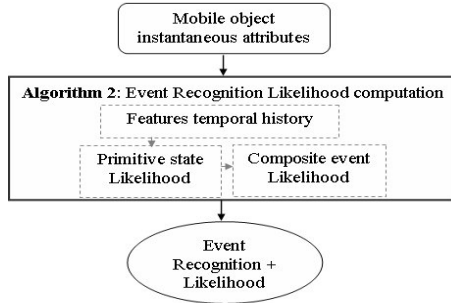 Mobile object
instantaneous attributes
Algorithm 2: Event Recognition Likelihood computation
Features temporal history
Primitive state
Likelihood
Composite event
Likelihood
Event
Recognition +
Likelihood